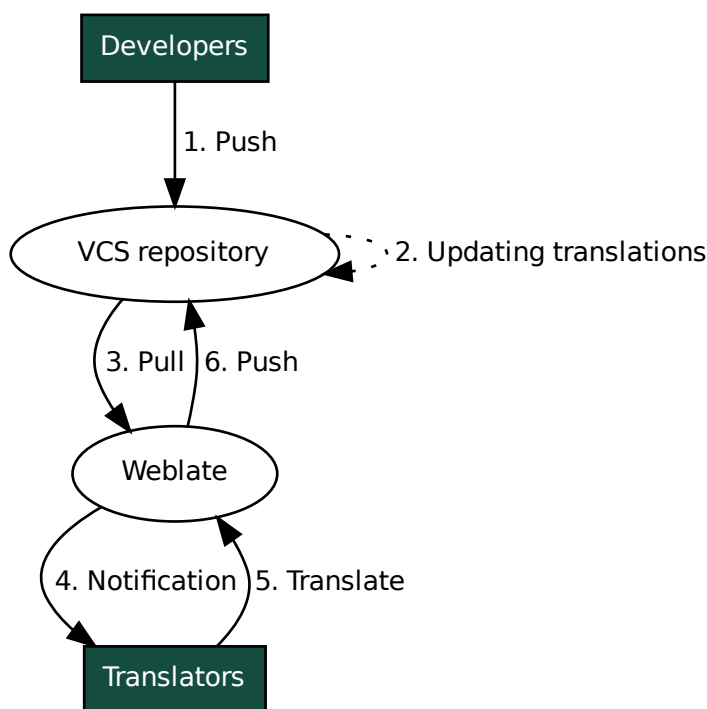 Developers
1. Push
VCS repository
2. Updating translations
3. Pull
6. Push
Weblate
4. Notification
5. Translate
Translators